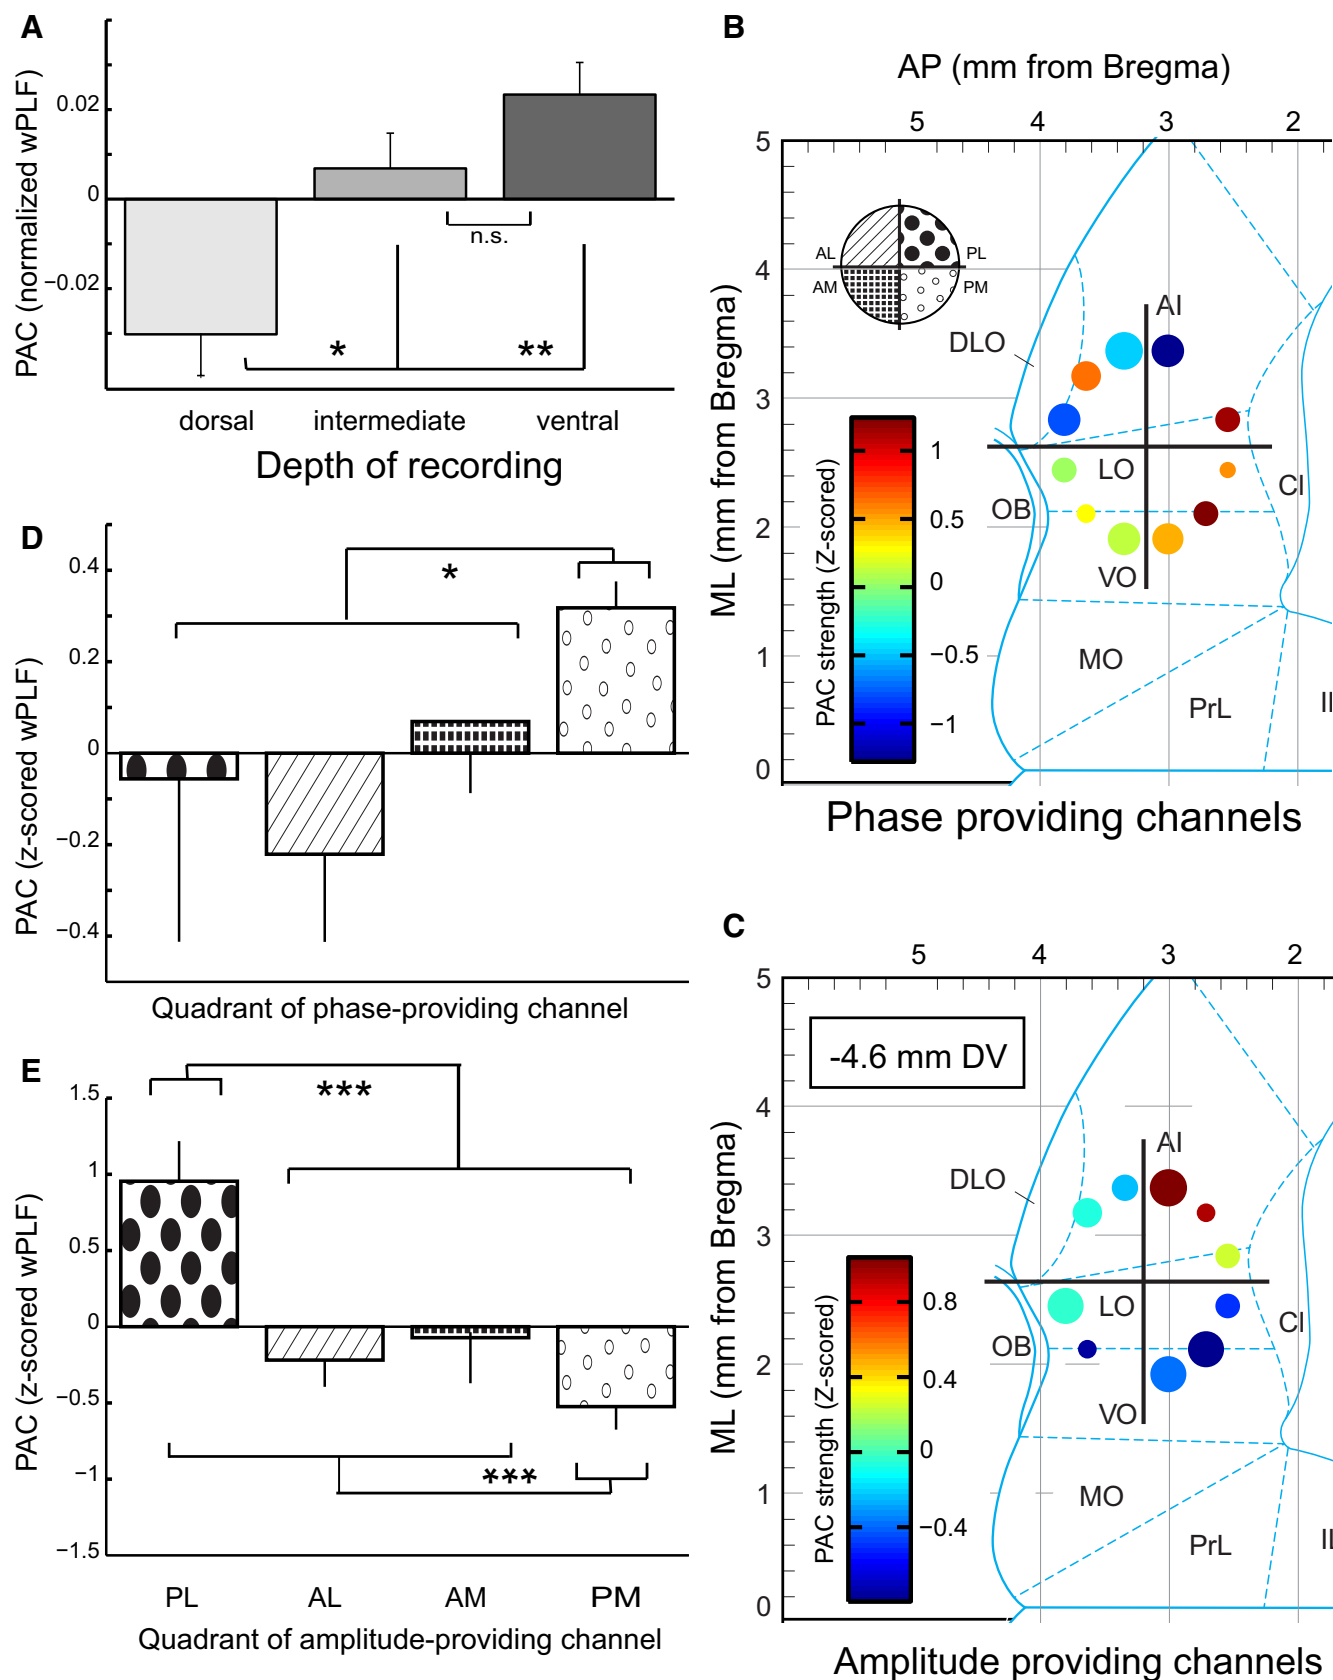 A
PAC (normalized wPLF)
0.02
0
−0.02
n.s.
*
**
dorsal intermediate ventral
Depth of recording
B
AP (mm from Bregma)
5 4 3 2
ML (mm from Bregma)
5
4
3
2
1
0
AL PL
AM PM
AI
DLO
LO
OB
CI
VO
MO
PrL
IL
PAC strength (Z-scored)
1
0.5
0
−0.5
−1
Phase providing channels
D
PAC (z-scored wPLF)
0.4
0.2
0
−0.2
−0.4
*
Quadrant of phase-providing channel
C
5 4 3 2
ML (mm from Bregma)
5
4
3
2
1
0
-4.6 mm DV
AI
DLO
LO
OB
CI
VO
MO
PrL
IL
PAC strength (Z-scored)
0.8
0.4
0
−0.4
Amplitude providing channels
E
PAC (z-scored wPLF)
1.5
1
0.5
0
−0.5
−1
−1.5
***
***
PL AL AM PM
Quadrant of amplitude-providing channel